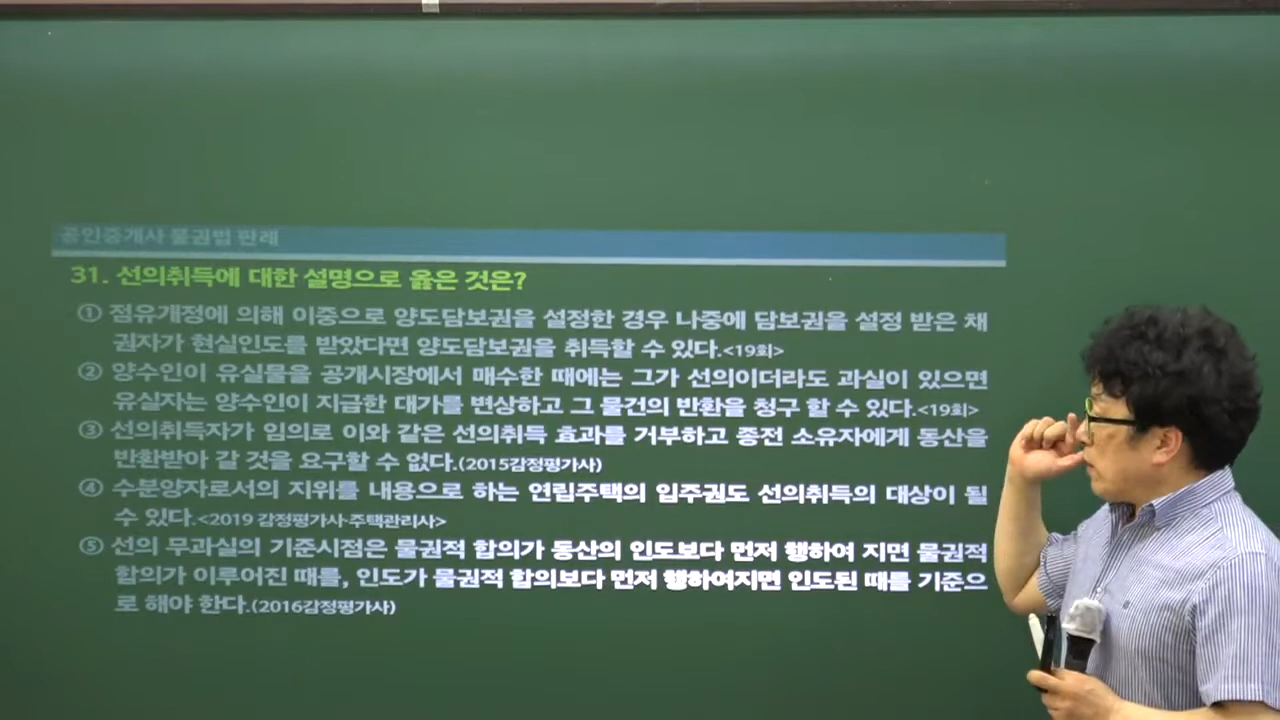 공인중개사 물권법 판례
31. 선의취득에 대한 설명으로 옳은 것은?
① 점유개정에 의해 이중으로 양도담보권을 설정한 경우 나중에 담보권을 설정 받은 채
권자가 현실인도를 받았다면 양도담보권을 취득할 수 있다.<19회>
② 양수인이 유실물을 공개시장에서 매수한 때에는 그가 선의이더라도 과실이 있으면
유실자는 양수인이 지급한 대가를 변상하고 그 물건의 반환을 청구 할 수 있다.<19회>
③ 선의취득자가 임의로 이와 같은 선의취득 효과를 거부하고 종전 소유자에게 동산을
반환받아 갈 것을 요구할 수 없다.(2015감정평가사)
④ 수분양자로서의 지위를 내용으로 하는 연립주택의 입주권도 선의취득의 대상이 될
수 있다.<2019 감정평가사·주택관리사>
⑤ 선의 무과실의 기준시점은 물권적 합의가 동산의 인도보다 먼저 행하여 지면 물권적
합의가 이루어진 때를, 인도가 물권적 합의보다 먼저 행하여지면 인도된 때를 기준으
로 해야 한다.(2016감정평가사)